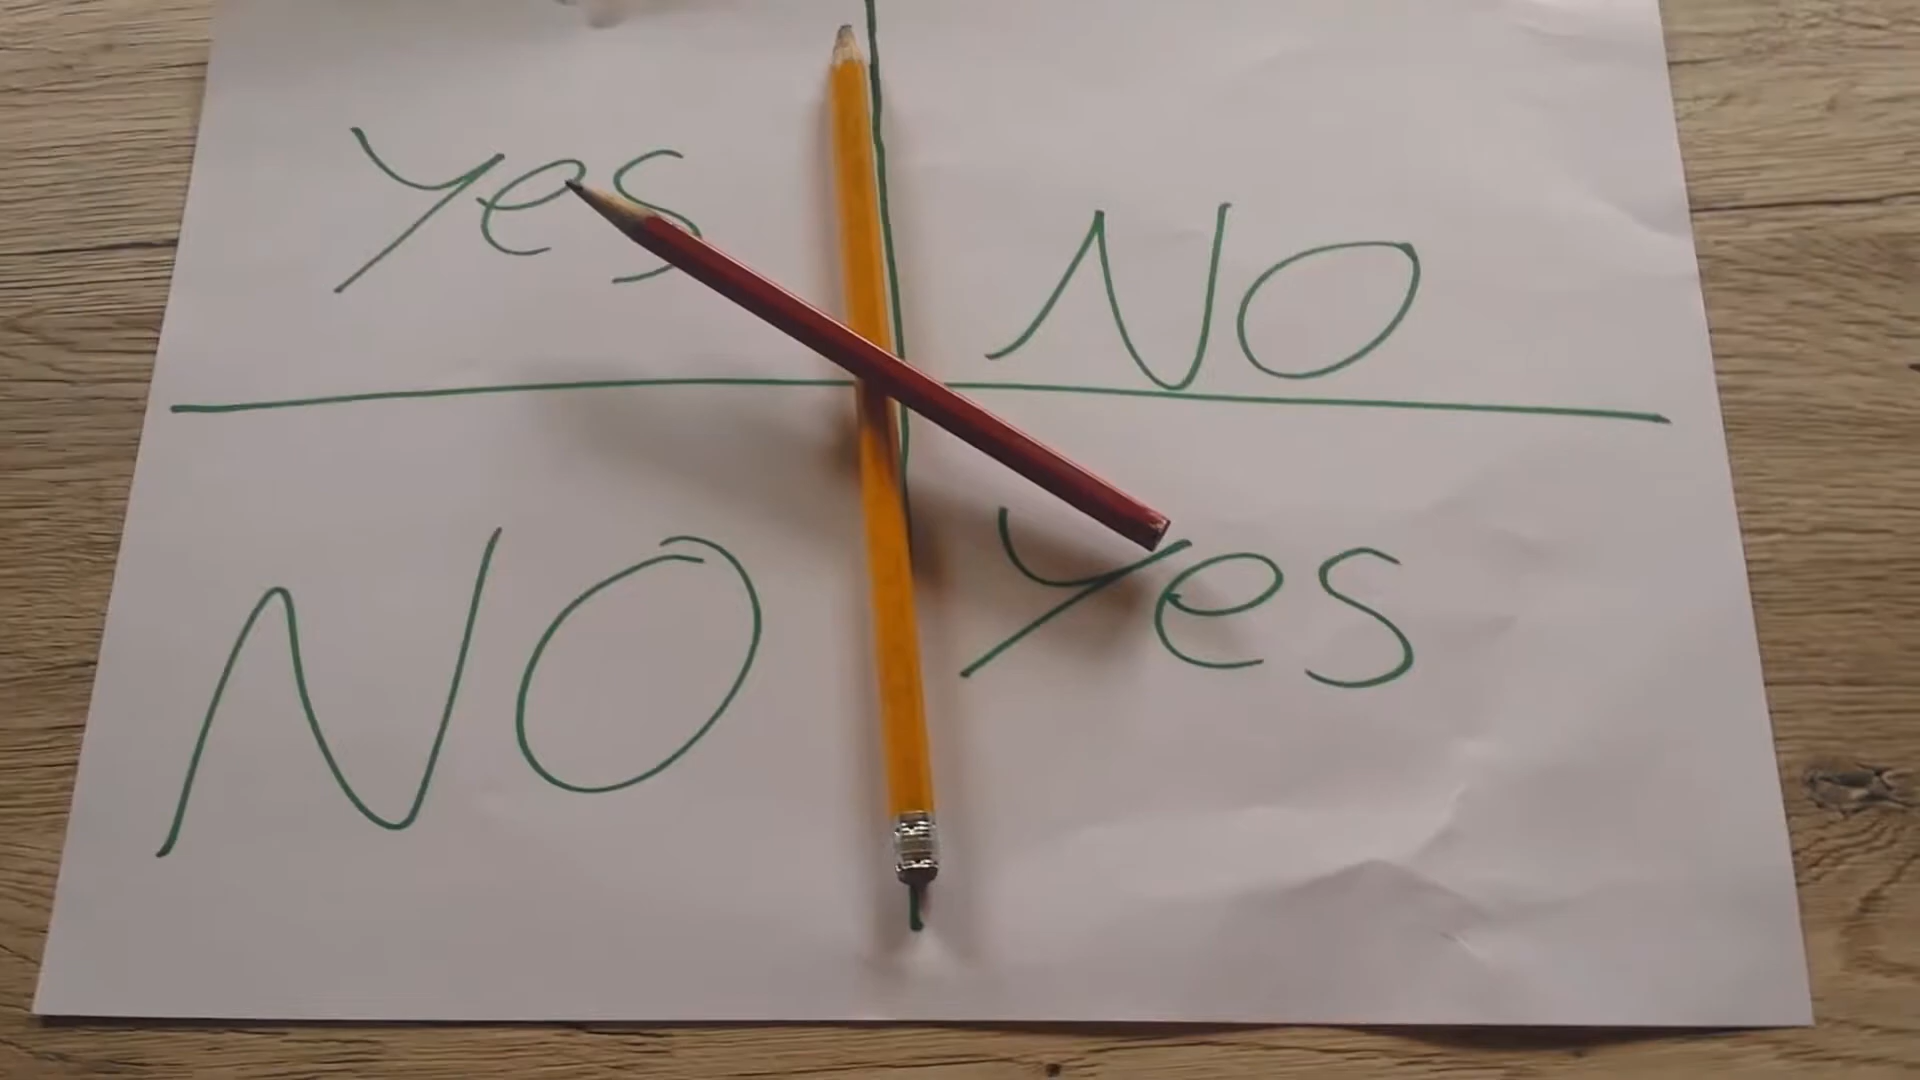 Yes NO
NO Yes